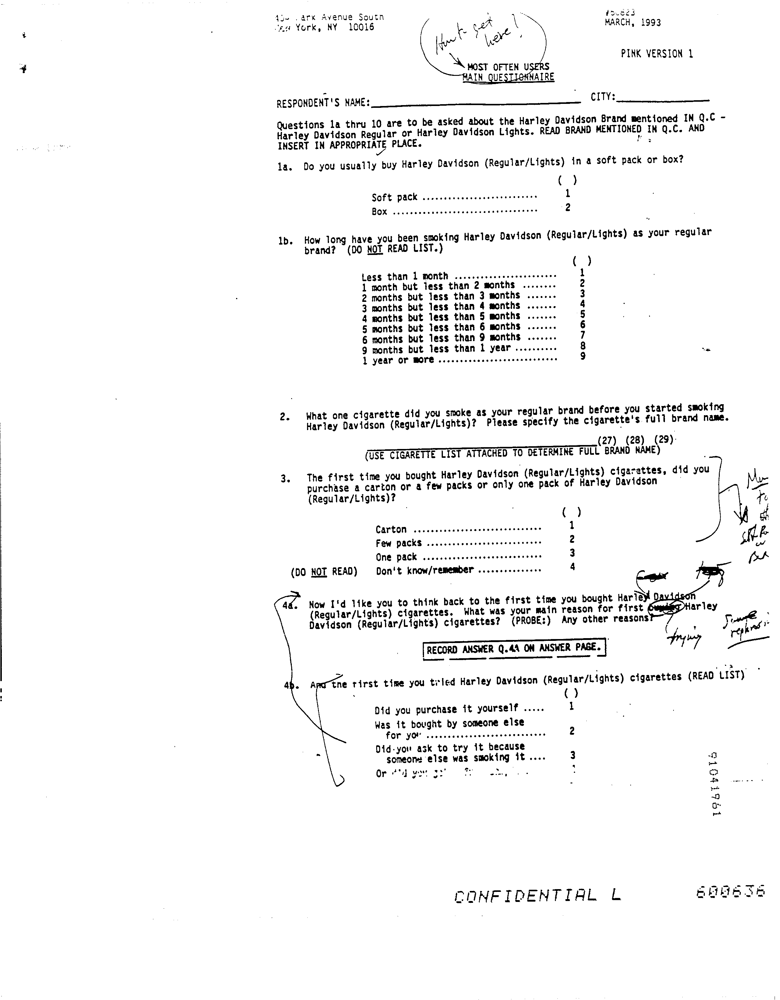 Park Avenue South
New York, NY 10016
#50823
MARCH, 1993
PINK VERSION 1
here!
MOST OFTEN USERS
MAIN QUESTIONNAIRE
RESPONDENT'S NAME: CITY:
Questions 1a thru 10 are to be asked about the Harley Davidson Brand mentioned IN Q.C -
Harley Davidson Regular or Harley Davidson Lights. READ BRAND MENTIONED IN Q.C. AND
INSERT IN APPROPRIATE PLACE.
1a. Do you usually buy Harley Davidson (Regular/Lights) in a soft pack or box?
( )
Soft pack .......................... 1
Box ................................ 2
1b. How long have you been smoking Harley Davidson (Regular/Lights) as your regular
brand? (DO NOT READ LIST.)
( )
Less than 1 month ....................... 1
1 month but less than 2 months ........ 2
2 months but less than 3 months ....... 3
3 months but less than 4 months ....... 4
4 months but less than 5 months ....... 5
5 months but less than 6 months ....... 6
6 months but less than 9 months ....... 7
9 months but less than 1 year .......... 8
1 year or more ........................... 9
2. What one cigarette did you smoke as your regular brand before you started smoking
Harley Davidson (Regular/Lights)? Please specify the cigarette's full brand name.
(27) (28) (29)
(USE CIGARETTE LIST ATTACHED TO DETERMINE FULL BRAND NAME)
3. The first time you bought Harley Davidson (Regular/Lights) cigarettes, did you
purchase a carton or a few packs or only one pack of Harley Davidson
(Regular/Lights)?
( )
Carton ............................. 1
Few packs .......................... 2
One pack ........................... 3
(DO NOT READ) Don't know/remember .............. 4
4a. Now I'd like you to think back to the first time you bought Harley Davidson
(Regular/Lights) cigarettes. What was your main reason for first Harley
Davidson (Regular/Lights) cigarettes? (PROBE:) Any other reasons?
trying
RECORD ANSWER Q.4A ON ANSWER PAGE.
4b. And the first time you tried Harley Davidson (Regular/Lights) cigarettes (READ LIST)
( )
Did you purchase it yourself ..... 1
Was it bought by someone else
for you ........................... 2
Did you ask to try it because
someone else was smoking it .... 3
Or did you
91041961
CONFIDENTIAL L 600636